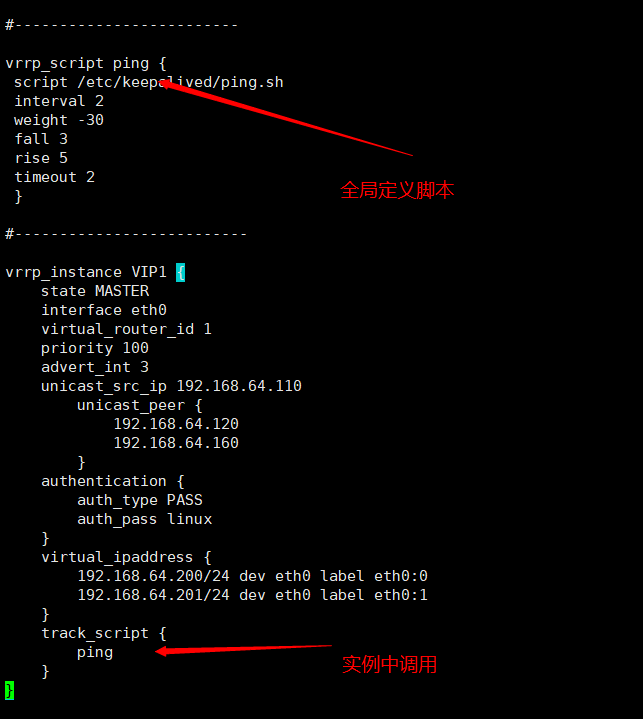 #-------------------------
vrrp_script ping {
script /etc/keepalived/ping.sh
interval 2
weight -30
fall 3
rise 5
timeout 2
}
全局定义脚本
#--------------------------
vrrp_instance VIP1 {
state MASTER
interface eth0
virtual_router_id 1
priority 100
advert_int 3
unicast_src_ip 192.168.64.110
unicast_peer {
192.168.64.120
192.168.64.160
}
authentication {
auth_type PASS
auth_pass linux
}
virtual_ipaddress {
192.168.64.200/24 dev eth0 label eth0:0
192.168.64.201/24 dev eth0 label eth0:1
}
track_script {
ping
实例中调用
}
}